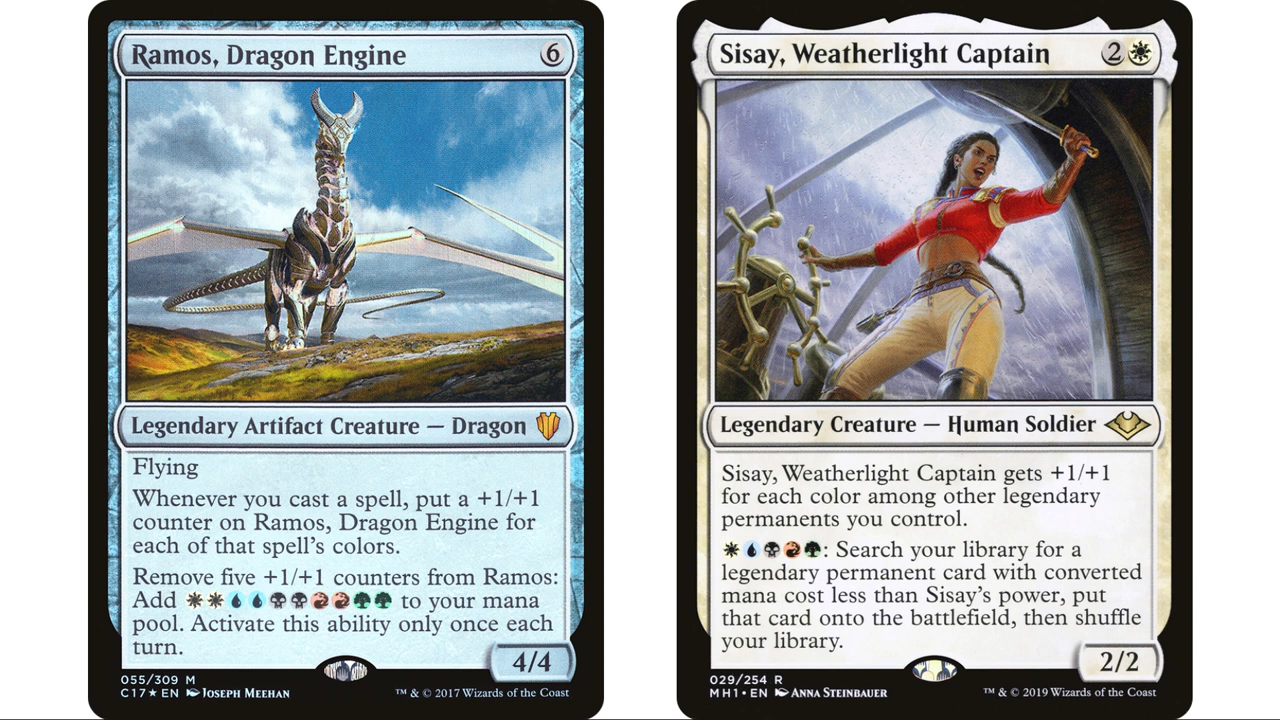 Ramos, Dragon Engine 6
Legendary Artifact Creature — Dragon
Flying
Whenever you cast a spell, put a +1/+1
counter on Ramos, Dragon Engine for
each of that spell's colors.
Remove five +1/+1 counters from Ramos:
Add to your mana
pool. Activate this ability only once each
turn.
4/4
055/309 M
C17★EN Joseph Meehan
™ & © 2017 Wizards of the Coast
Sisay, Weatherlight Captain 2
Legendary Creature — Human Soldier
Sisay, Weatherlight Captain gets +1/+1
for each color among other legendary
permanents you control.
: Search your library for a
legendary permanent card with converted
mana cost less than Sisay's power, put
that card onto the battlefield, then shuffle
your library.
2/2
029/254 R
MH1•EN Anna Steinbauer
™ & © 2019 Wizards of the Coast